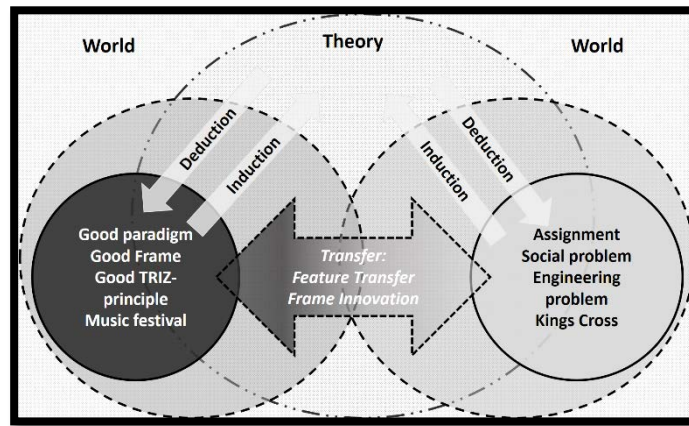 World
Theory
World
Deduction
Induction
Induction
Deduction
Good paradigm
Good Frame
Good TRIZ-
principle
Music festival
Transfer:
Feature Transfer
Frame Innovation
Assignment
Social problem
Engineering
problem
Kings Cross